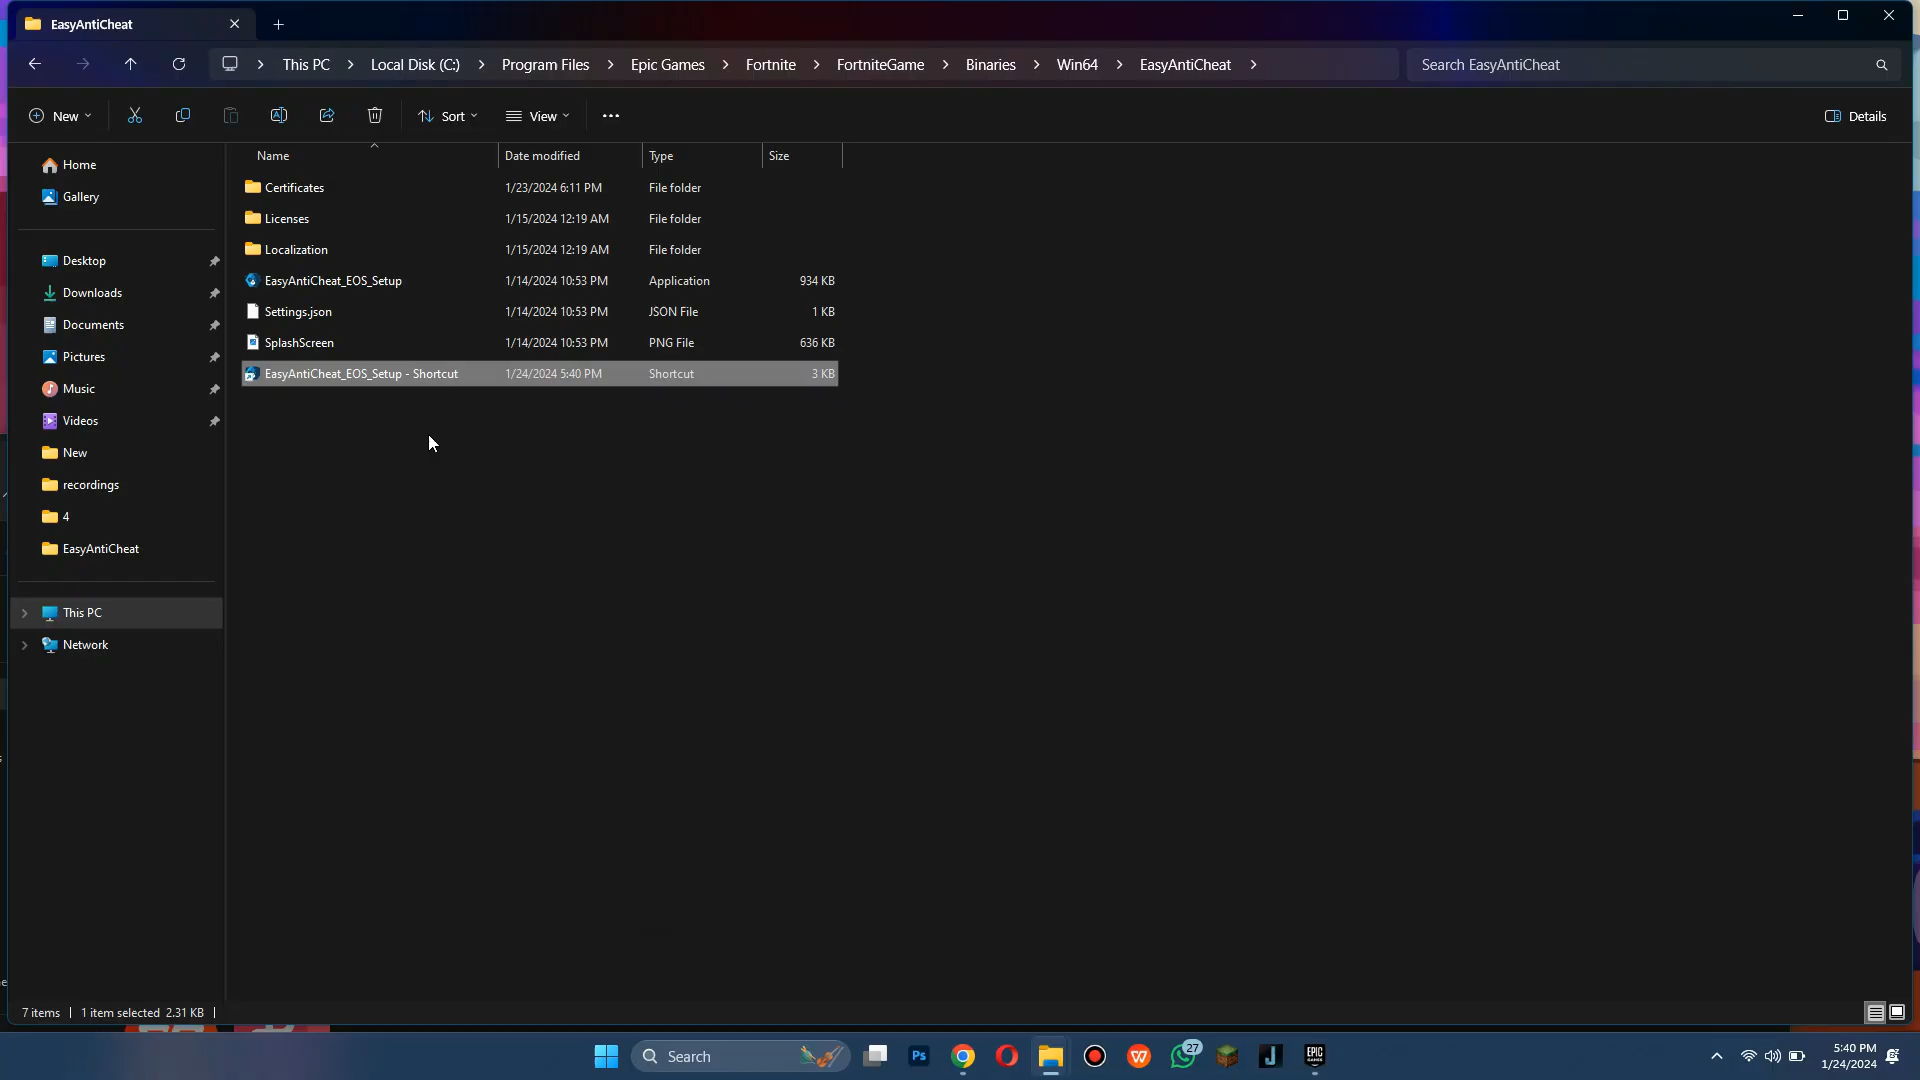 EasyAntiCheat
This PC > Local Disk (C:) > Program Files > Epic Games > Fortnite > FortniteGame > Binaries > Win64 > EasyAntiCheat >
Search EasyAntiCheat
New
Sort
View
Details
Name Date modified Type Size
Home
Gallery
Desktop
Downloads
Documents
Pictures
Music
Videos
New
recordings
4
EasyAntiCheat
This PC
Network
Certificates 1/23/2024 6:11 PM File folder
Licenses 1/15/2024 12:19 AM File folder
Localization 1/15/2024 12:19 AM File folder
EasyAntiCheat_EOS_Setup 1/14/2024 10:53 PM Application 934 KB
Settings.json 1/14/2024 10:53 PM JSON File 1 KB
SplashScreen 1/14/2024 10:53 PM PNG File 636 KB
EasyAntiCheat_EOS_Setup - Shortcut 1/24/2024 5:40 PM Shortcut 3 KB
7 items | 1 item selected 2.31 KB |
Search
Ps
27
EPIC GAMES
5:40 PM
1/24/2024